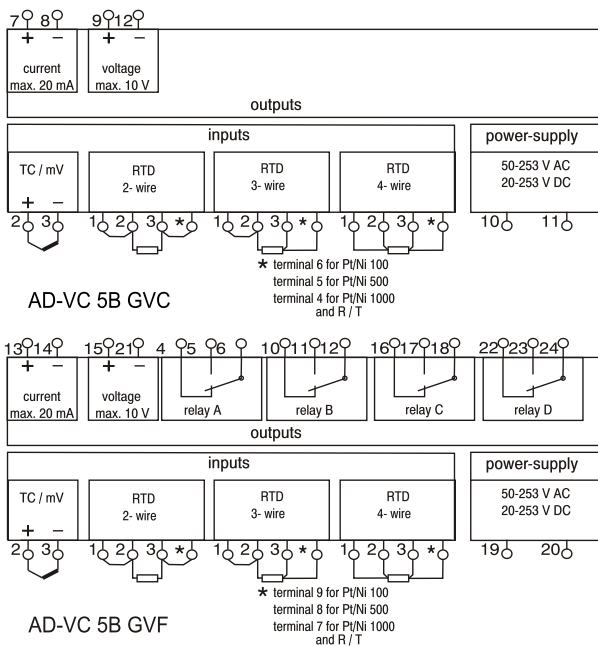 7 8 9 12
+ − + −
current voltage
max. 20 mA max. 10 V
outputs
inputs power-supply
TC / mV RTD RTD RTD 50-253 V AC
2- wire 3- wire 4- wire 20-253 V DC
+ −
2 3 1 2 3 * 1 2 3 * 1 2 3 * 10 11
* terminal 6 for Pt/Ni 100
terminal 5 for Pt/Ni 500
terminal 4 for Pt/Ni 1000
and R / T
AD-VC 5B GVC
13 14 15 21 4 5 6 10 11 12 16 17 18 22 23 24
+ − + −
current voltage
max. 20 mA max. 10 V relay A relay B relay C relay D
outputs
inputs power-supply
TC / mV RTD RTD RTD 50-253 V AC
2- wire 3- wire 4- wire 20-253 V DC
+ −
2 3 1 2 3 * 1 2 3 * 1 2 3 * 19 20
* terminal 9 for Pt/Ni 100
terminal 8 for Pt/Ni 500
terminal 7 for Pt/Ni 1000
and R / T
AD-VC 5B GVF